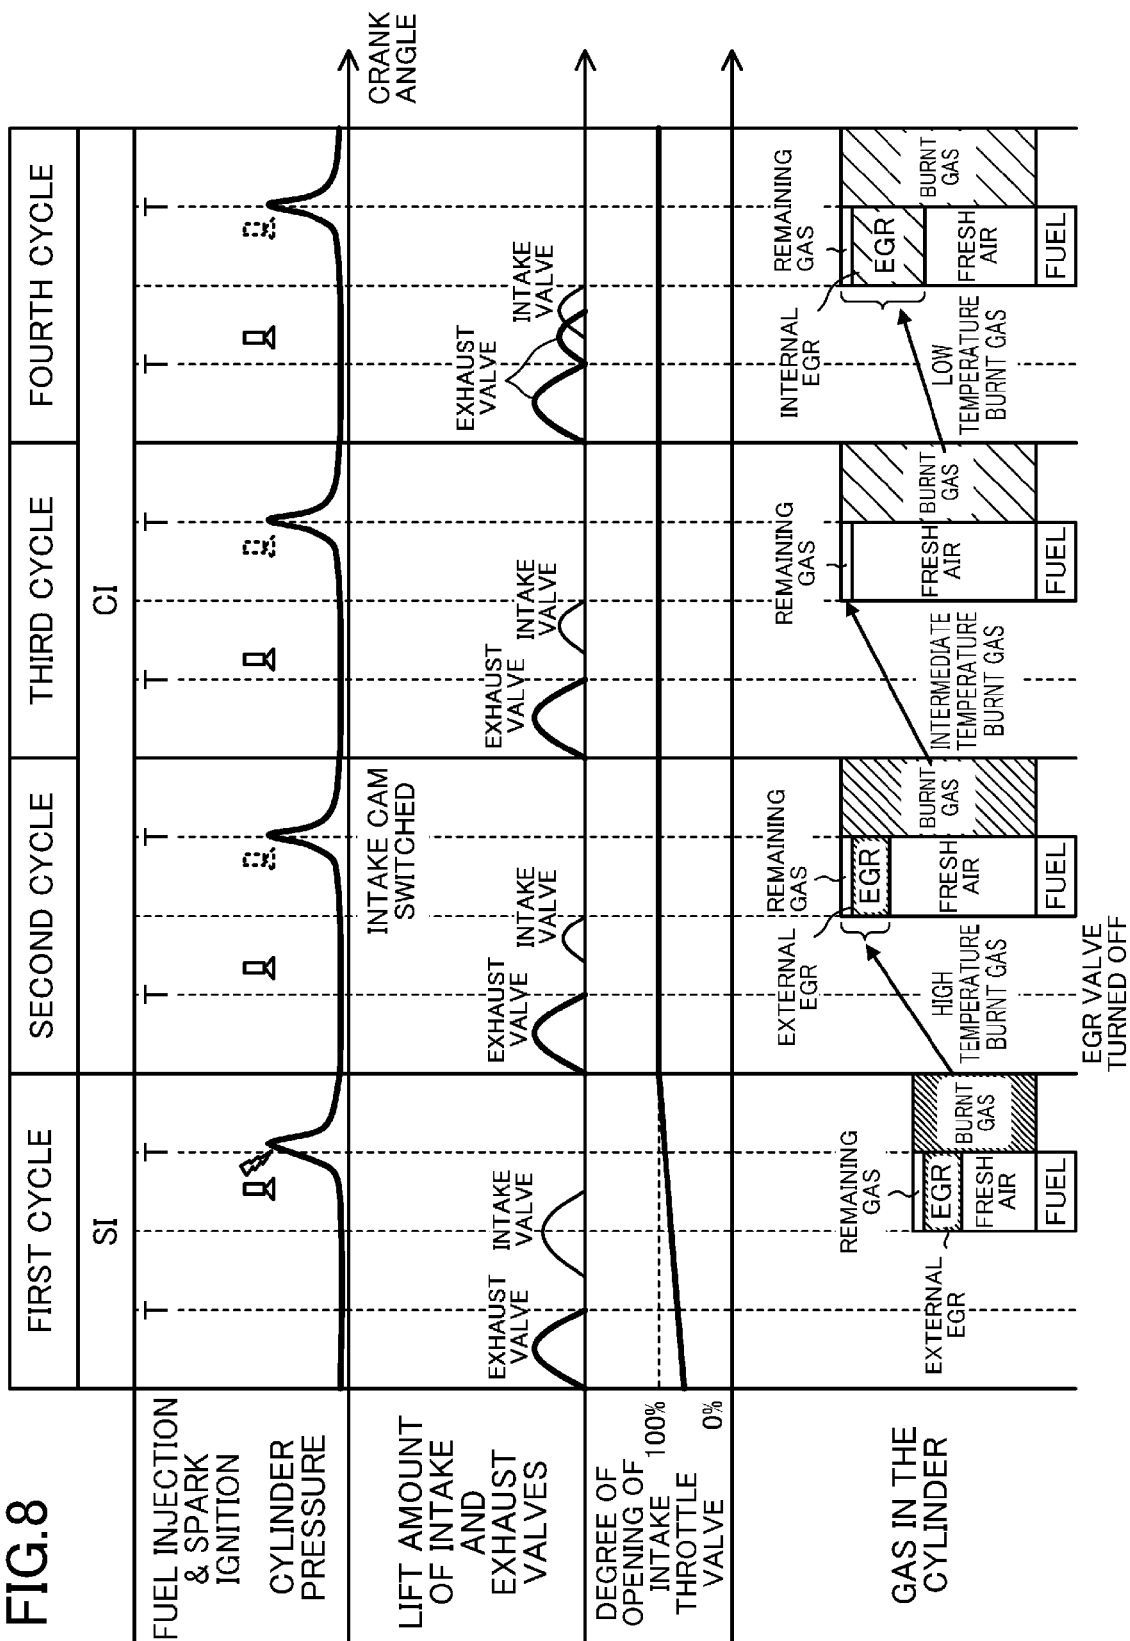 FIG.8
FIRST CYCLE
SECOND CYCLE
THIRD CYCLE
FOURTH CYCLE
SI
CI
FUEL INJECTION
& SPARK
IGNITION
T
T
T
T
T
T
T
T
CYLINDER
PRESSURE
CRANK
ANGLE
LIFT AMOUNT
OF INTAKE
AND
EXHAUST
VALVES
EXHAUST
VALVE
INTAKE
VALVE
INTAKE CAM
SWITCHED
EXHAUST
VALVE
INTAKE
VALVE
EXHAUST
VALVE
INTAKE
VALVE
EXHAUST
VALVE
INTAKE
VALVE
DEGREE OF
OPENING OF
INTAKE
THROTTLE
VALVE
100%
0%
GAS IN THE
CYLINDER
EXTERNAL
EGR
REMAINING
GAS
EGR
FRESH
AIR
FUEL
BURNT
GAS
HIGH
TEMPERATURE
BURNT GAS
EGR VALVE
TURNED OFF
EXTERNAL
EGR
REMAINING
GAS
EGR
FRESH
AIR
FUEL
BURNT
GAS
INTERMEDIATE
TEMPERATURE
BURNT GAS
REMAINING
GAS
FRESH
AIR
FUEL
BURNT
GAS
LOW
TEMPERATURE
BURNT GAS
INTERNAL
EGR
REMAINING
GAS
EGR
FRESH
AIR
FUEL
BURNT
GAS